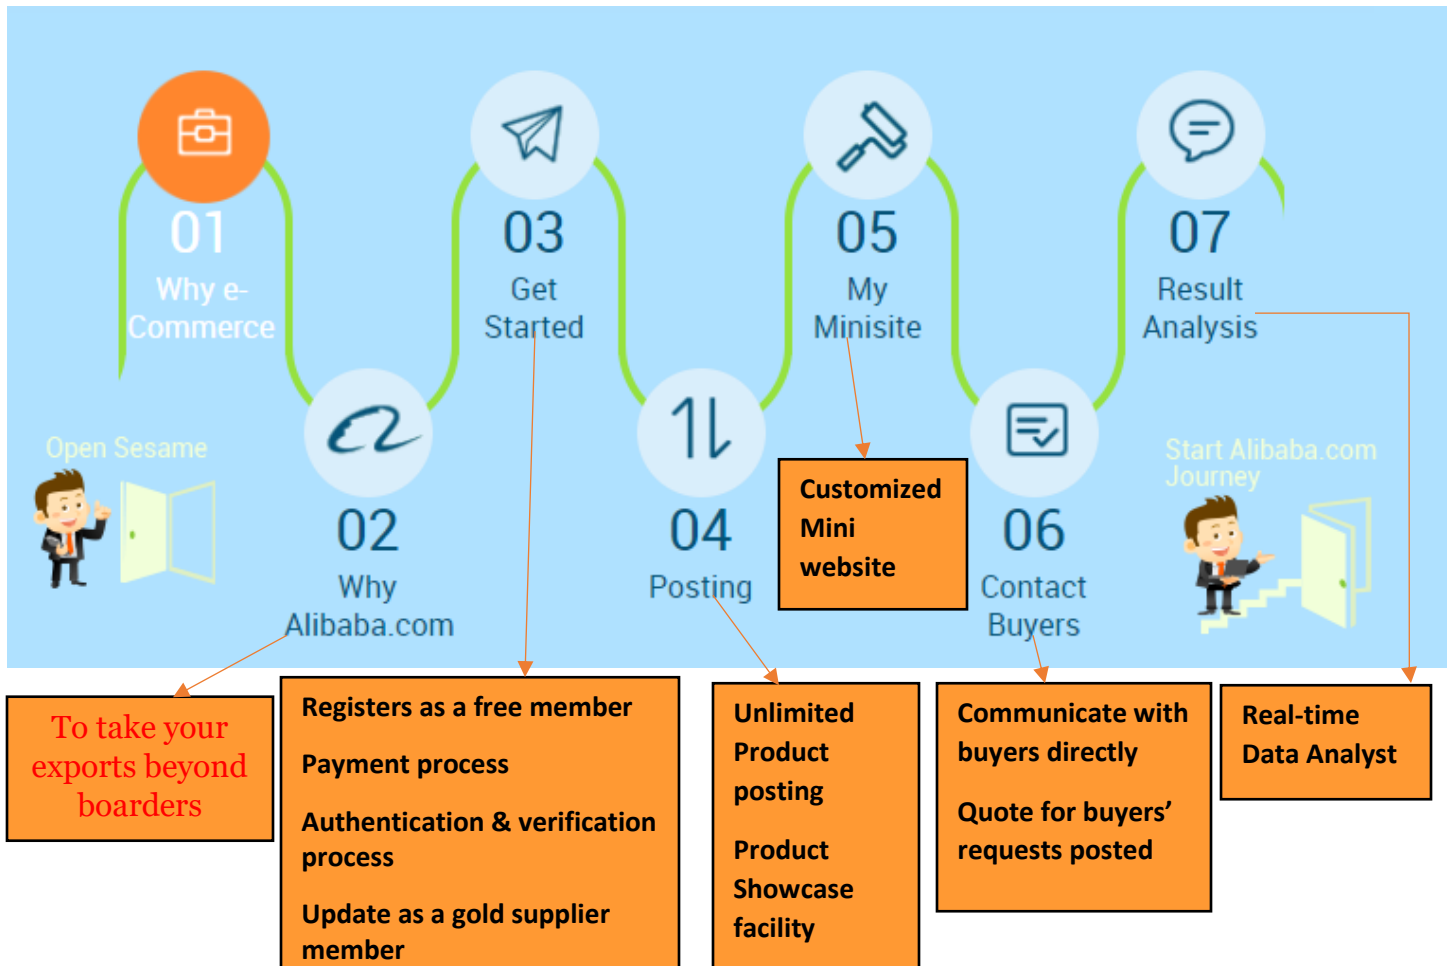 01
Why e-
Commerce
03
Get
Started
05
My
Minisite
07
Result
Analysis
Open Sesame
02
Why
Alibaba.com
04
Posting
06
Contact
Buyers
Start Alibaba.com
Journey
Customized
Mini
website
To take your
exports beyond
boarders
Registers as a free member
Payment process
Authentication & verification
process
Update as a gold supplier
member
Unlimited
Product
posting
Product
Showcase
facility
Communicate with
buyers directly
Quote for buyers’
requests posted
Real-time
Data Analyst